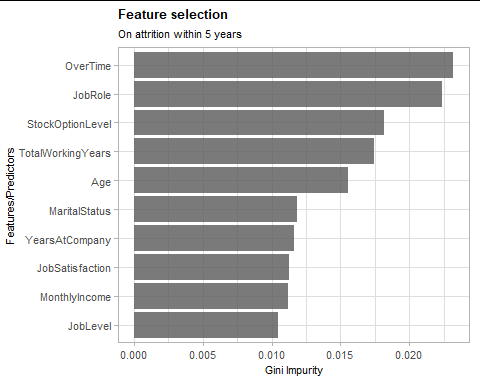 Feature selection
On attrition within 5 years
OverTime
JobRole
StockOptionLevel
TotalWorkingYears
Age
MaritalStatus
YearsAtCompany
JobSatisfaction
MonthlyIncome
JobLevel
Features/Predictors
0.000 0.005 0.010 0.015 0.020
Gini Impurity